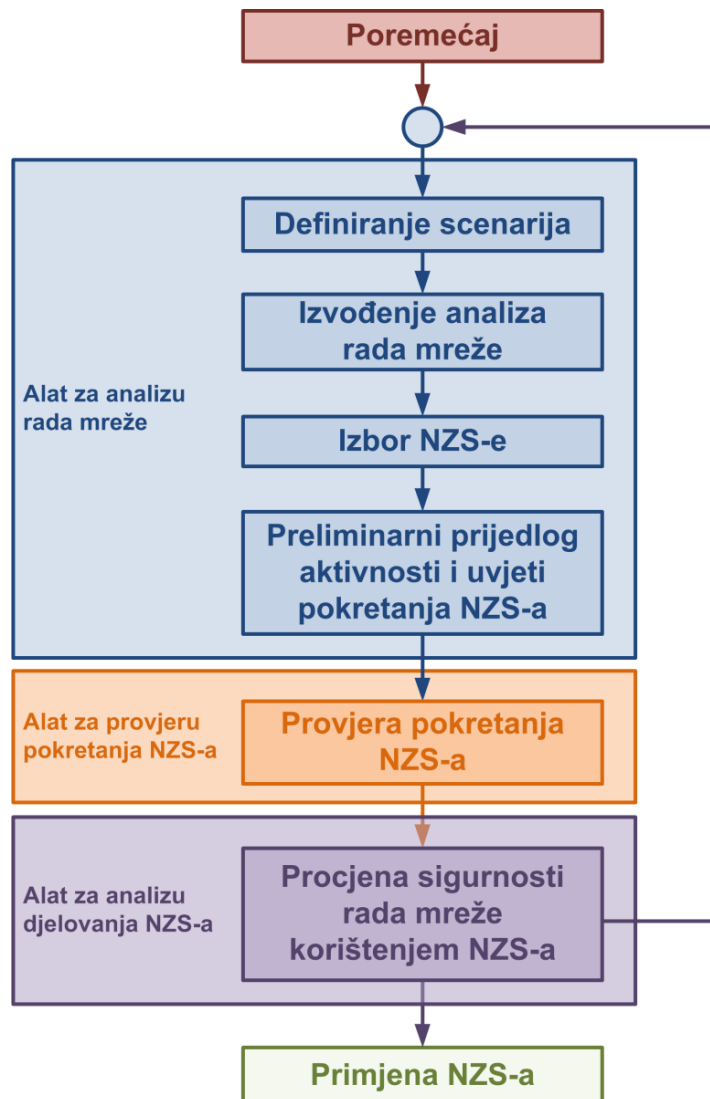 Poremećaj
Definiranje scenarija
Izvođenje analiza
rada mreže
Alat za analizu
rada mreže
Izbor NZS-e
Preliminarni prijedlog
aktivnosti i uvjeti
pokretanja NZS-a
Alat za provjeru
pokretanja NZS-a
Provjera pokretanja
NZS-a
Alat za analizu
djelovanja NZS-a
Procjena sigurnosti
rada mreže
korištenjem NZS-a
Primjena NZS-a